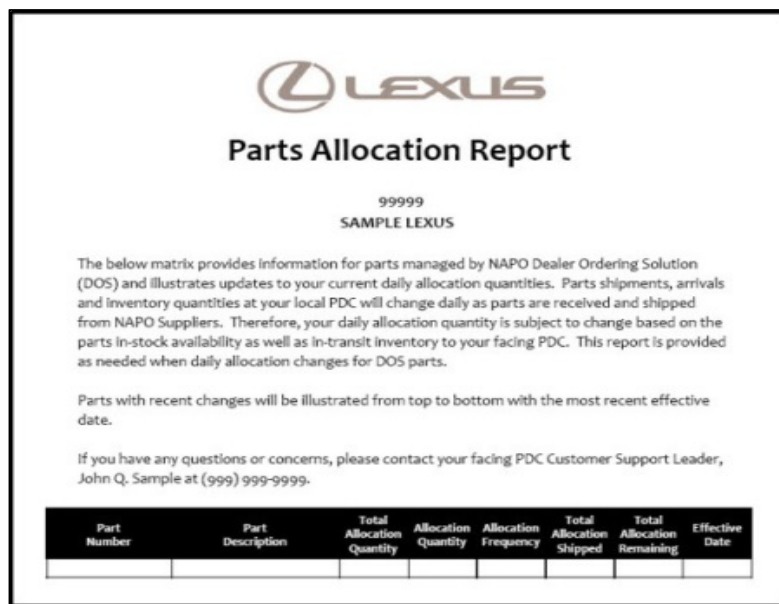 LEXUS
Parts Allocation Report
99999
SAMPLE LEXUS
The below matrix provides information for parts managed by NAPO Dealer Ordering Solution
(DOS) and illustrates updates to your current daily allocation quantities.  Parts shipments, arrivals
and inventory quantities at your local PDC will change daily as parts are received and shipped
from NAPO Suppliers.  Therefore, your daily allocation quantity is subject to change based on the
parts in-stock availability as well as in-transit inventory to your facing PDC.  This report is provided
as needed when daily allocation changes for DOS parts.
Parts with recent changes will be illustrated from top to bottom with the most recent effective
date.
If you have any questions or concerns, please contact your facing PDC Customer Support Leader,
John Q. Sample at (999) 999-9999.
Part Number
Part Description
Total Allocation Quantity
Allocation Quantity
Allocation Frequency
Total Allocation Shipped
Total Allocation Remaining
Effective Date